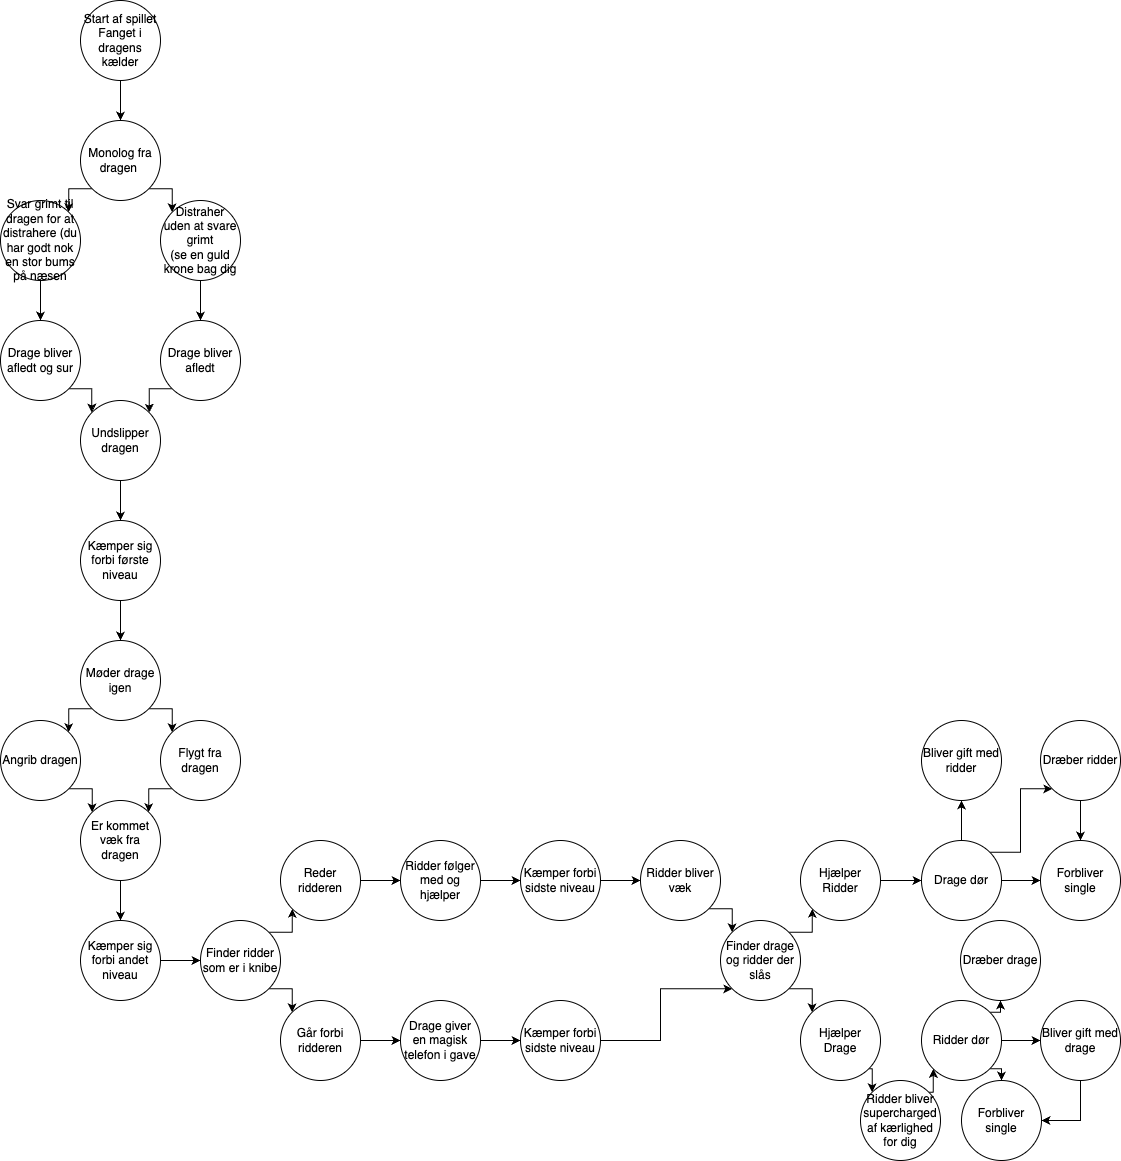 Start af spillet
Fanget i
dragens
kælder
Monolog fra
dragen
Svar grimt til
dragen for at
distrahere (du
har godt nok
en stor bums
på næsen
Distraher
uden at svare
grimt
(se en guld
krone bag dig
Drage bliver
afledt og sur
Drage bliver
afledt
Undslipper
dragen
Kæmper sig
forbi første
niveau
Møder drage
igen
Angrib dragen
Flygt fra
dragen
Er kommet
væk fra
dragen
Kæmper sig
forbi andet
niveau
Finder ridder
som er i knibe
Reder
ridderen
Ridder følger
med og
hjælper
Kæmper forbi
sidste niveau
Ridder bliver
væk
Går forbi
ridderen
Drage giver
en magisk
telefon i gave
Kæmper forbi
sidste niveau
Finder drage
og ridder der
slås
Hjælper
Ridder
Drage dør
Bliver gift med
ridder
Dræber ridder
Forbliver
single
Hjælper
Drage
Ridder bliver
supercharged
af kærlighed
for dig
Ridder dør
Dræber drage
Bliver gift med
drage
Forbliver
single